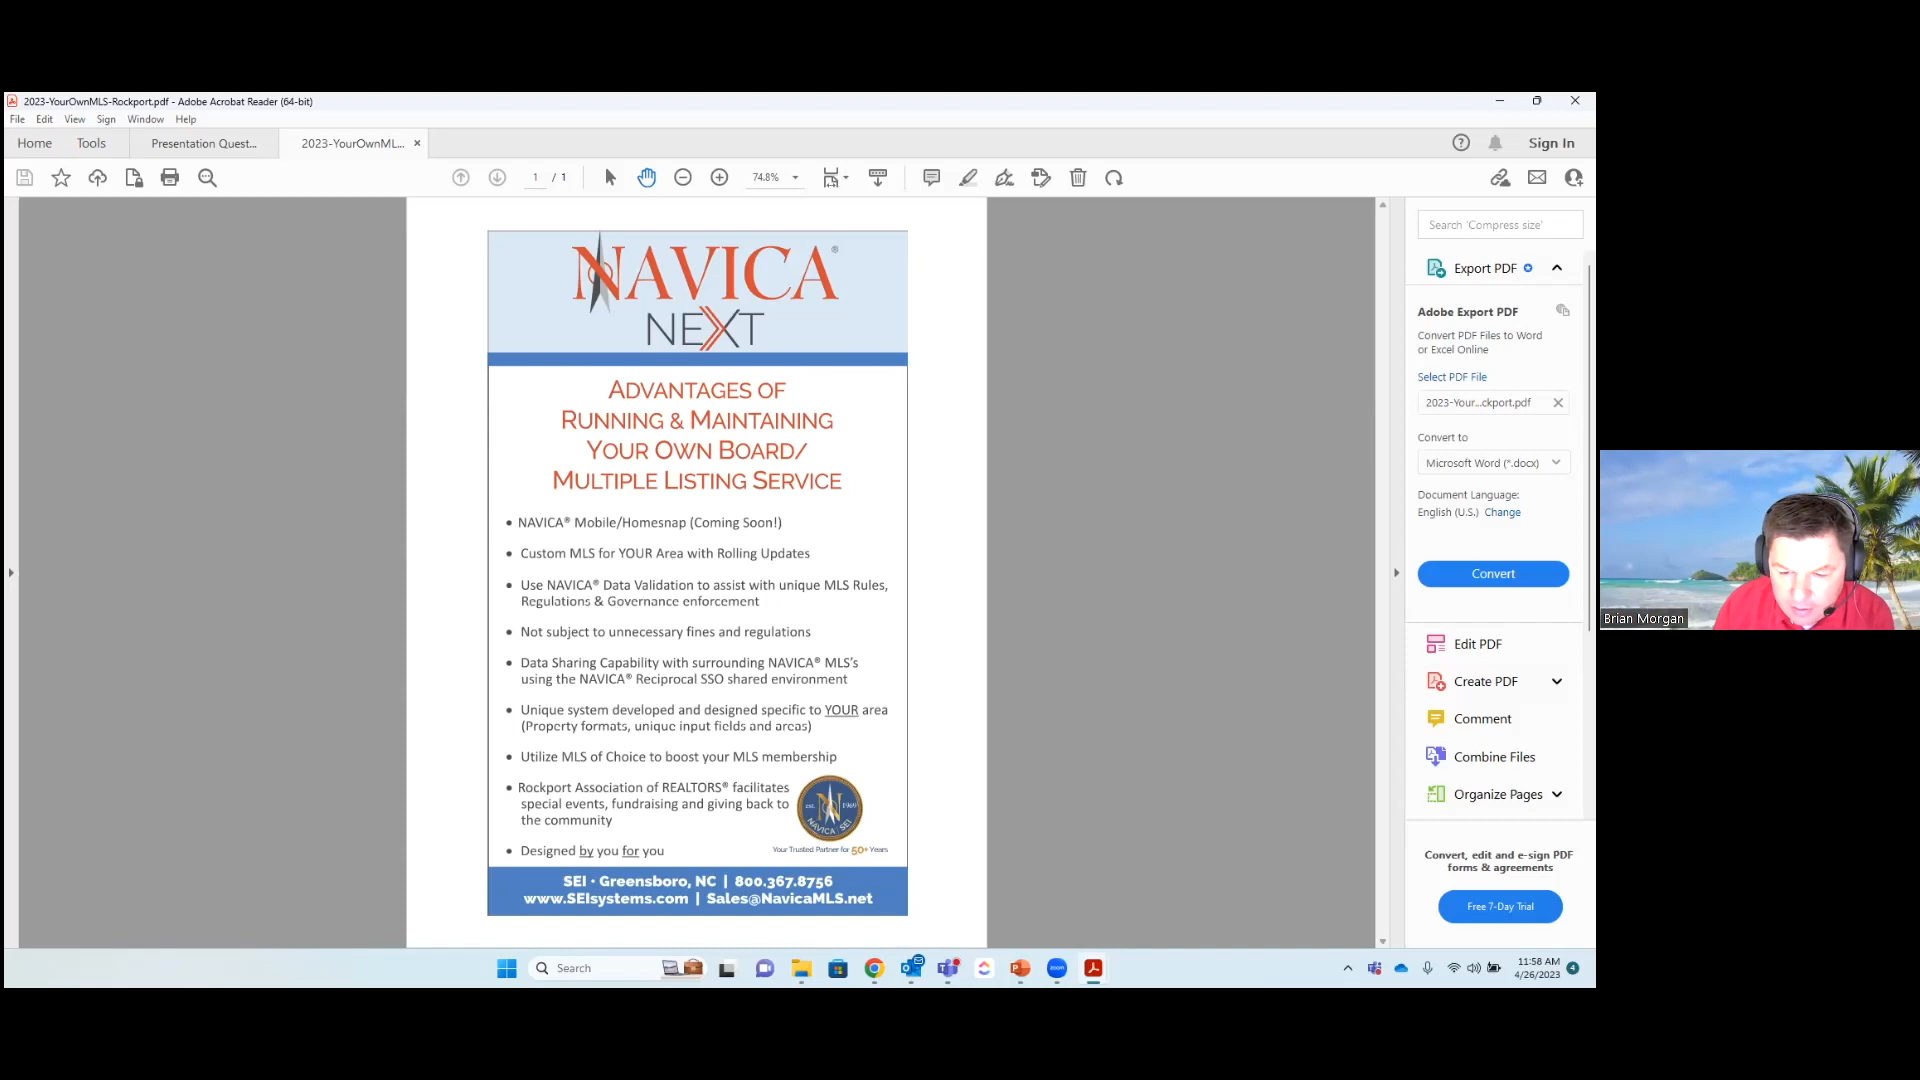 2023-YourOwnMLS-Rockport.pdf - Adobe Acrobat Reader (64-bit)
File Edit View Sign Window Help
Home Tools Presentation Quest... 2023-YourOwnML... Sign In
1 / 1 74.8%
NAVICA®
NEXT
ADVANTAGES OF
RUNNING & MAINTAINING
YOUR OWN BOARD/
MULTIPLE LISTING SERVICE
• NAVICA® Mobile/Homesnap (Coming Soon!)
• Custom MLS for YOUR Area with Rolling Updates
• Use NAVICA® Data Validation to assist with unique MLS Rules,
Regulations & Governance enforcement
• Not subject to unnecessary fines and regulations
• Data Sharing Capability with surrounding NAVICA® MLS's
using the NAVICA® Reciprocal SSO shared environment
• Unique system developed and designed specific to YOUR area
(Property formats, unique input fields and areas)
• Utilize MLS of Choice to boost your MLS membership
• Rockport Association of REALTORS® facilitates
special events, fundraising and giving back to
the community
• Designed by you for you
EST. N 1969
NAVICA | SEI
Your Trusted Partner for 50+ Years
SEI • Greensboro, NC | 800.367.8756
www.SEIsystems.com | Sales@NavicaMLS.net
Search 'Compress size'
Export PDF
Adobe Export PDF
Convert PDF Files to Word
or Excel Online
Select PDF File
2023-Your...ckport.pdf
Convert to
Microsoft Word (*.docx)
Document Language:
English (U.S.) Change
Convert
Edit PDF
Create PDF
Comment
Combine Files
Organize Pages
Convert, edit and e-sign PDF
forms & agreements
Free 7-Day Trial
Brian Morgan
Search
zoom
11:58 AM
4/26/2023
4